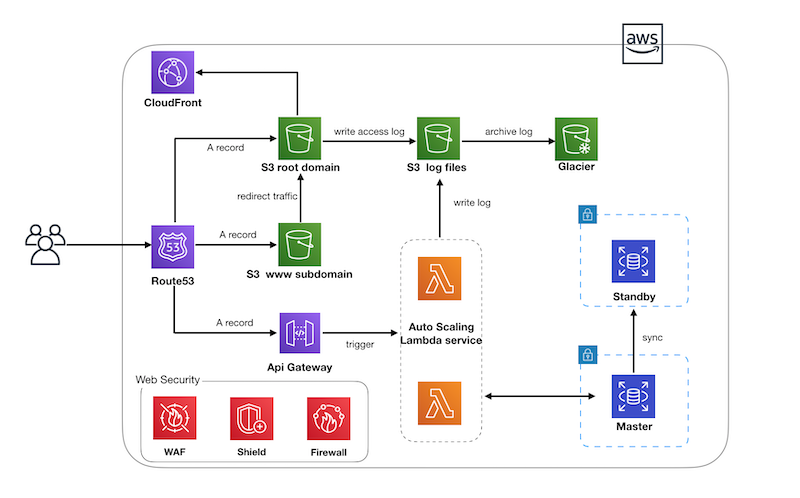 aws
CloudFront
A record
write access log
archive log
S3 root domain
S3 log files
Glacier
redirect traffic
write log
A record
53
Route53
S3 www subdomain
Standby
Auto Scaling
Lambda service
A record
trigger
sync
Api Gateway
Web Security
WAF
Shield
Firewall
Master